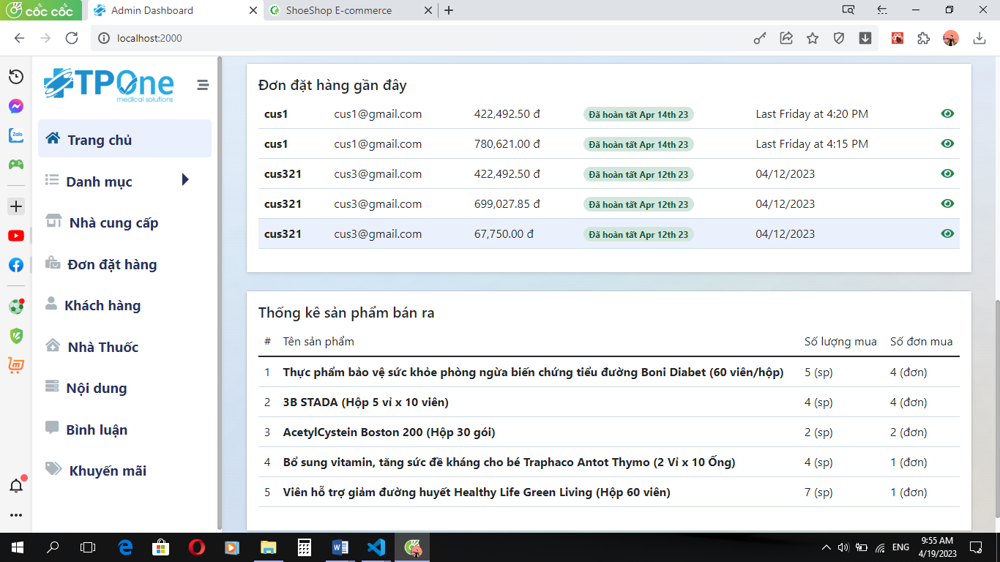 cốc cốc
Admin Dashboard
ShoeShop E-commerce
localhost:2000
TPOne
medical solutions
Trang chủ
Danh mục
Nhà cung cấp
Đơn đặt hàng
Khách hàng
Nhà Thuốc
Nội dung
Bình luận
Khuyến mãi
Zalo
Đơn đặt hàng gần đây
cus1 cus1@gmail.com 422,492.50 đ Đã hoàn tất Apr 14th 23 Last Friday at 4:20 PM
cus1 cus1@gmail.com 780,621.00 đ Đã hoàn tất Apr 14th 23 Last Friday at 4:15 PM
cus321 cus3@gmail.com 422,492.50 đ Đã hoàn tất Apr 12th 23 04/12/2023
cus321 cus3@gmail.com 699,027.85 đ Đã hoàn tất Apr 12th 23 04/12/2023
cus321 cus3@gmail.com 67,750.00 đ Đã hoàn tất Apr 12th 23 04/12/2023
Thống kê sản phẩm bán ra
# Tên sản phẩm Số lượng mua Số đơn mua
1 Thực phẩm bảo vệ sức khỏe phòng ngừa biến chứng tiểu đường Boni Diabet (60 viên/hộp) 5 (sp) 4 (đơn)
2 3B STADA (Hộp 5 vỉ x 10 viên) 4 (sp) 4 (đơn)
3 AcetylCystein Boston 200 (Hộp 30 gói) 2 (sp) 2 (đơn)
4 Bổ sung vitamin, tăng sức đề kháng cho bé Traphaco Antot Thymo (2 Vỉ x 10 Ống) 4 (sp) 1 (đơn)
5 Viên hỗ trợ giảm đường huyết Healthy Life Green Living (Hộp 60 viên) 7 (sp) 1 (đơn)
ENG
9:55 AM
4/19/2023